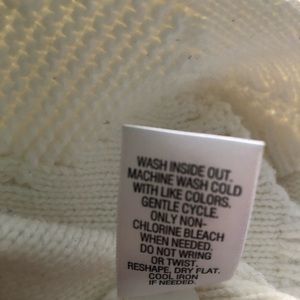 WASH INSIDE OUT.
MACHINE WASH COLD
WITH LIKE COLORS.
GENTLE CYCLE.
ONLY NON-
CHLORINE BLEACH
WHEN NEEDED.
DO NOT WRING
OR TWIST.
RESHAPE, DRY FLAT.
COOL IRON
IF NEEDED.